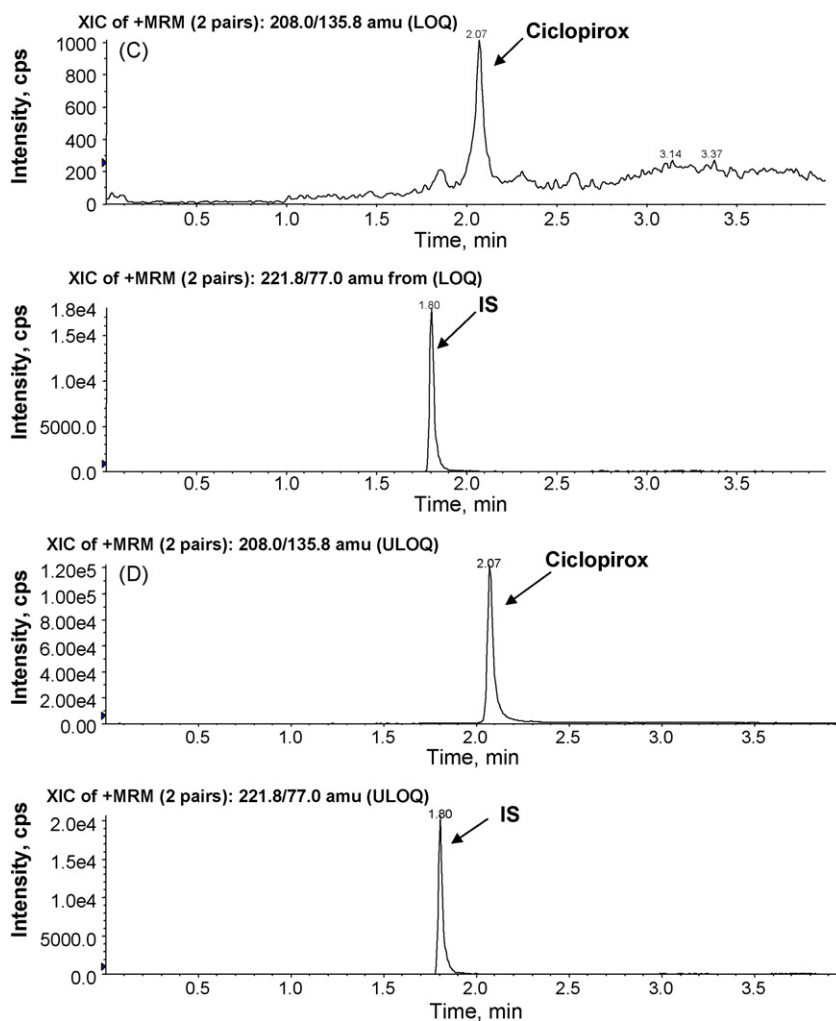 XIC of +MRM (2 pairs): 208.0/135.8 amu (LOQ)
(C)
2.07
Ciclopirox
Intensity, cps
1000
800
600
400
200
0
3.14
3.37
0.5 1.0 1.5 2.0 2.5 3.0 3.5
Time, min
XIC of +MRM (2 pairs): 221.8/77.0 amu from (LOQ)
1.80
IS
Intensity, cps
1.8e4
1.5e4
1.0e4
5000.0
0.0
0.5 1.0 1.5 2.0 2.5 3.0 3.5
Time, min
XIC of +MRM (2 pairs): 208.0/135.8 amu (ULOQ)
(D)
2.07
Ciclopirox
Intensity, cps
1.20e5
1.00e5
8.00e4
6.00e4
4.00e4
2.00e4
0.00
0.5 1.0 1.5 2.0 2.5 3.0 3.5
Time, min
XIC of +MRM (2 pairs): 221.8/77.0 amu (ULOQ)
1.80
IS
Intensity, cps
2.0e4
1.5e4
1.0e4
5000.0
0.0
0.5 1.0 1.5 2.0 2.5 3.0 3.5
Time, min